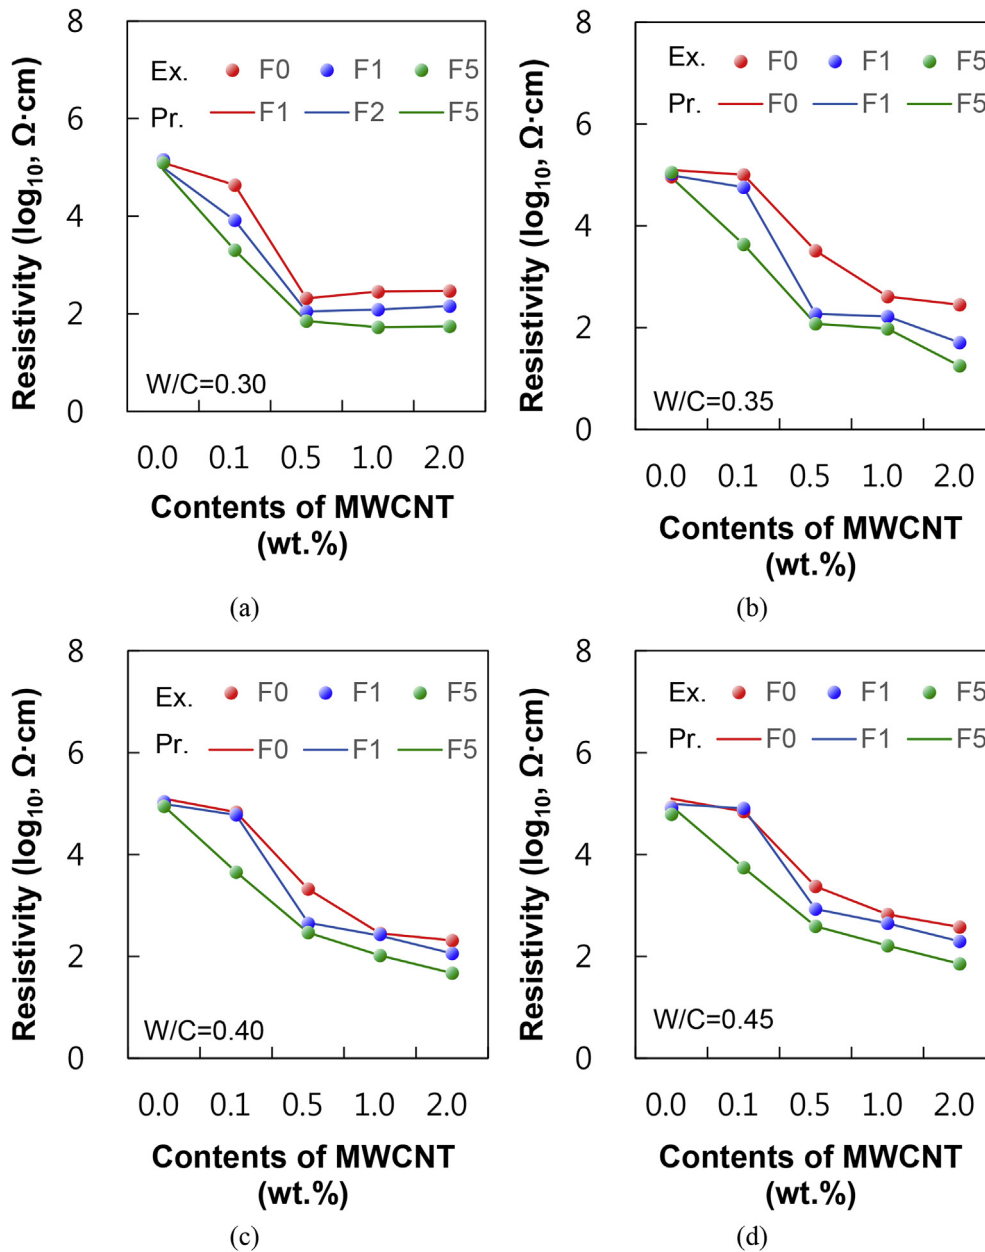 Resistivity (log10, Ω·cm)
8
6
4
2
0
Ex. F0 F1 F5
Pr. F1 F2 F5
W/C=0.30
0.0 0.1 0.5 1.0 2.0
Contents of MWCNT
(wt.%)
(a)
Resistivity (log10, Ω·cm)
8
6
4
2
0
Ex. F0 F1 F5
Pr. F0 F1 F5
W/C=0.35
0.0 0.1 0.5 1.0 2.0
Contents of MWCNT
(wt.%)
(b)
Resistivity (log10, Ω·cm)
8
6
4
2
0
Ex. F0 F1 F5
Pr. F0 F1 F5
W/C=0.40
0.0 0.1 0.5 1.0 2.0
Contents of MWCNT
(wt.%)
(c)
Resistivity (log10, Ω·cm)
8
6
4
2
0
Ex. F0 F1 F5
Pr. F0 F1 F5
W/C=0.45
0.0 0.1 0.5 1.0 2.0
Contents of MWCNT
(wt.%)
(d)